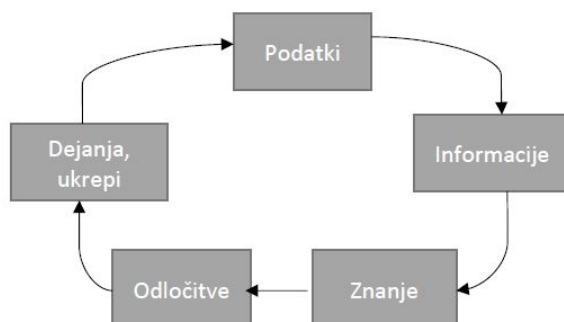 Podatki
Informacije
Znanje
Odločitve
Dejanja,
ukrepi